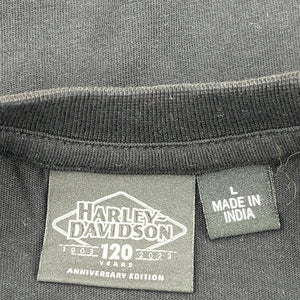 HARLEY-
DAVIDSON
1903 120 2023
YEARS
ANNIVERSARY EDITION
L
MADE IN
INDIA